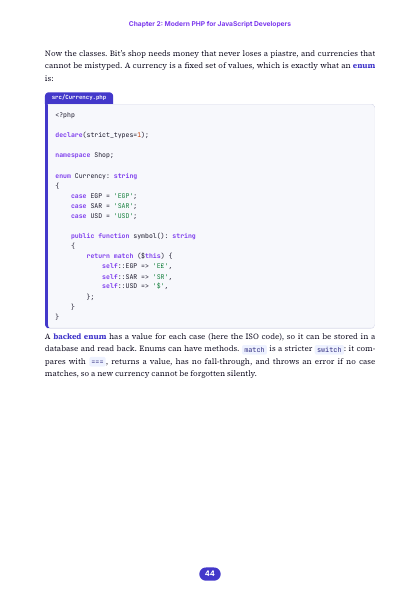 Chapter 2: Modern PHP for JavaScript Developers
Now the classes. Bit’s shop needs money that never loses a piastre, and currencies that
cannot be mistyped. A currency is a fixed set of values, which is exactly what an enum
is:
src/Currency.php
<?php
declare(strict_types=1);
namespace Shop;
enum Currency: string
{
    case EGP = 'EGP';
    case SAR = 'SAR';
    case USD = 'USD';
    public function symbol(): string
    {
        return match ($this) {
            self::EGP => 'E£',
            self::SAR => 'SR',
            self::USD => '$',
        };
    }
}
A backed enum has a value for each case (here the ISO code), so it can be stored in a
database and read back. Enums can have methods. match is a stricter switch: it com-
pares with ===, returns a value, has no fall-through, and throws an error if no case
matches, so a new currency cannot be forgotten silently.
44